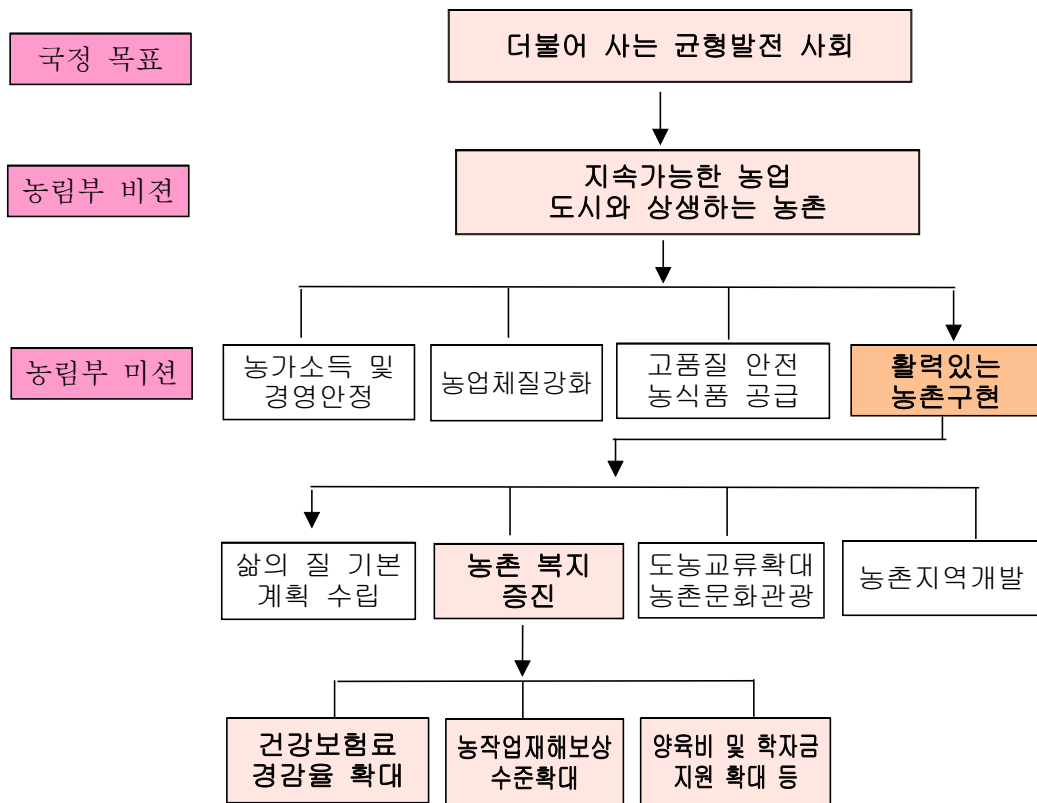 국정 목표
더불어 사는 균형발전 사회
농림부 비젼
지속가능한 농업
도시와 상생하는 농촌
농림부 미션
농가소득 및
경영안정
농업체질강화
고품질 안전
농식품 공급
활력있는
농촌구현
삶의 질 기본
계획 수립
농촌 복지
증진
도농교류확대
농촌문화관광
농촌지역개발
건강보험료
경감율 확대
농작업재해보상
수준확대
양육비 및 학자금
지원 확대 등